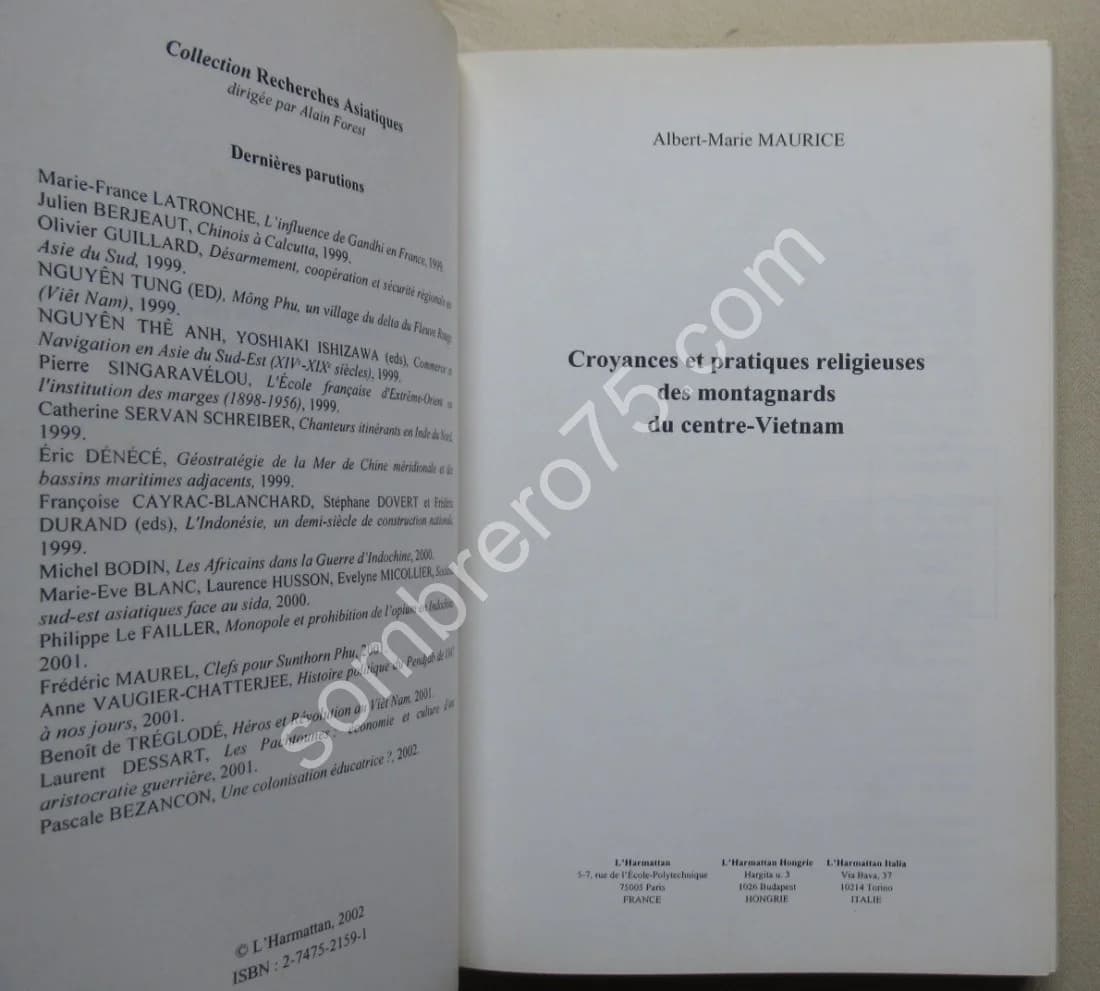 Collection Recherches Asiatiques
dirigée par Alain Forest
Dernières parutions
Marie-France LATRONCHE, L'influence de Gandhi en France, 1999.
Julien BERJEAUT, Chinois à Calcutta, 1999.
Olivier GUILLARD, Désarmement, coopération et sécurité régionale en
Asie du Sud, 1999.
NGUYÊN TUNG (ED), Mông Phu, un village du delta du Fleuve Rouge
(Viêt Nam), 1999.
NGUYÊN THÊ ANH, YOSHIAKI ISHIZAWA (eds), Commerce et
Navigation en Asie du Sud-Est (XIVe-XIXe siècles), 1999.
Pierre SINGARAVÉLOU, L'École française d'Extrême-Orient ou
l'institution des marges (1898-1956), 1999.
Catherine SERVAN SCHREIBER, Chanteurs itinérants en Inde du Nord,
1999.
Éric DÉNÉCÉ, Géostratégie de la Mer de Chine méridionale et des
bassins maritimes adjacents, 1999.
Françoise CAYRAC-BLANCHARD, Stéphane DOVERT et Frédéric
DURAND (eds), L'Indonésie, un demi-siècle de construction nationale,
1999.
Michel BODIN, Les Africains dans la Guerre d'Indochine, 2000.
Marie-Eve BLANC, Laurence HUSSON, Evelyne MICOLLIER,
sud-est asiatiques face au sida, 2000.
Philippe Le FAILLER, Monopole et prohibition de l'opium en Indochine
2001.
Frédéric MAUREL, Clefs pour Sunthorn Phu, 2001
Anne VAUGIER-CHATTERJEE, Histoire politique du Pendjab de 1947
à nos jours, 2001.
Benoît de TRÉGLODÉ, Héros et Révolution au Viêt Nam, 2001.
Laurent DESSART, Les Pachtounes : économie et culture d'une
aristocratie guerrière, 2001.
Pascale BEZANCON, Une colonisation éducatrice ?, 2002.
© L'Harmattan, 2002
ISBN : 2-7475-2159-1
Albert-Marie MAURICE
Croyances et pratiques religieuses
des montagnards
du centre-Vietnam
L'Harmattan
5-7, rue de l'École-Polytechnique
75005 Paris
FRANCE
L'Harmattan Hongrie
Hargita u. 3
1026 Budapest
HONGRIE
L'Harmattan Italia
Via Bava, 37
10214 Torino
ITALIE
sombrero75.com